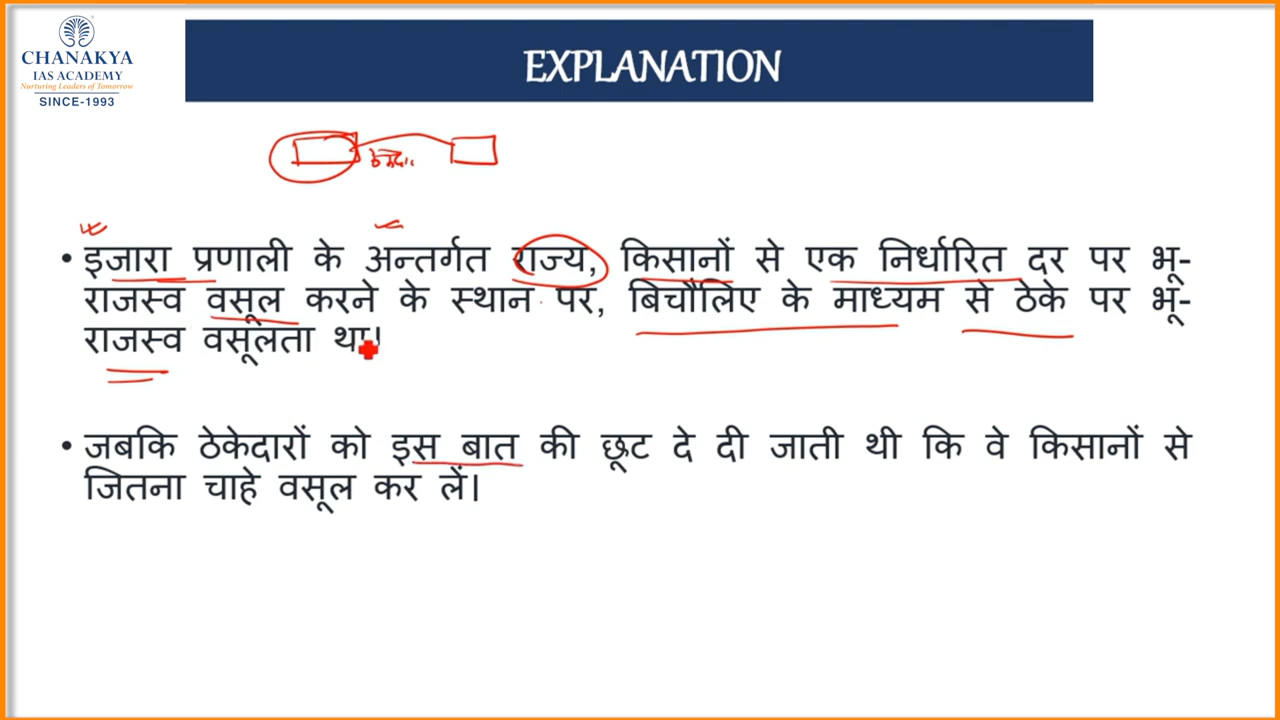 CHANAKYA
IAS ACADEMY
Nurturing Leaders of Tomorrow
SINCE-1993
EXPLANATION
• इजारा प्रणाली के अन्तर्गत राज्य, किसानों से एक निर्धारित दर पर भू-
राजस्व वसूल करने के स्थान पर, बिचौलिए के माध्यम से ठेके पर भू-
राजस्व वसूलता था।
• जबकि ठेकेदारों को इस बात की छूट दे दी जाती थी कि वे किसानों से
जितना चाहे वसूल कर लें।